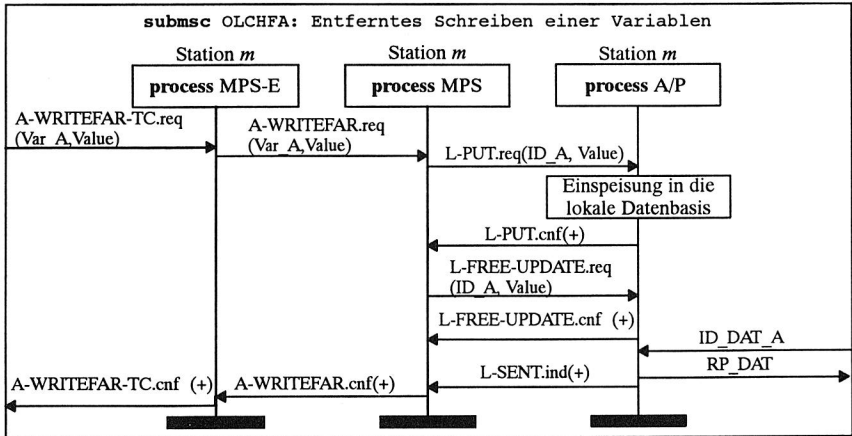 submsc OLCHFA: Entferntes Schreiben einer Variablen
Station m
Station m
Station m
process MPS-E
process MPS
process A/P
A-WRITEFAR-TC.req
(Var_A,Value)
A-WRITEFAR.req
(Var_A,Value)
L-PUT.req(ID_A, Value)
Einspeisung in die
lokale Datenbasis
L-PUT.cnf(+)
L-FREE-UPDATE.req
(ID_A, Value)
L-FREE-UPDATE.cnf (+)
ID_DAT_A
RP_DAT
L-SENT.ind(+)
A-WRITEFAR.cnf(+)
A-WRITEFAR-TC.cnf (+)